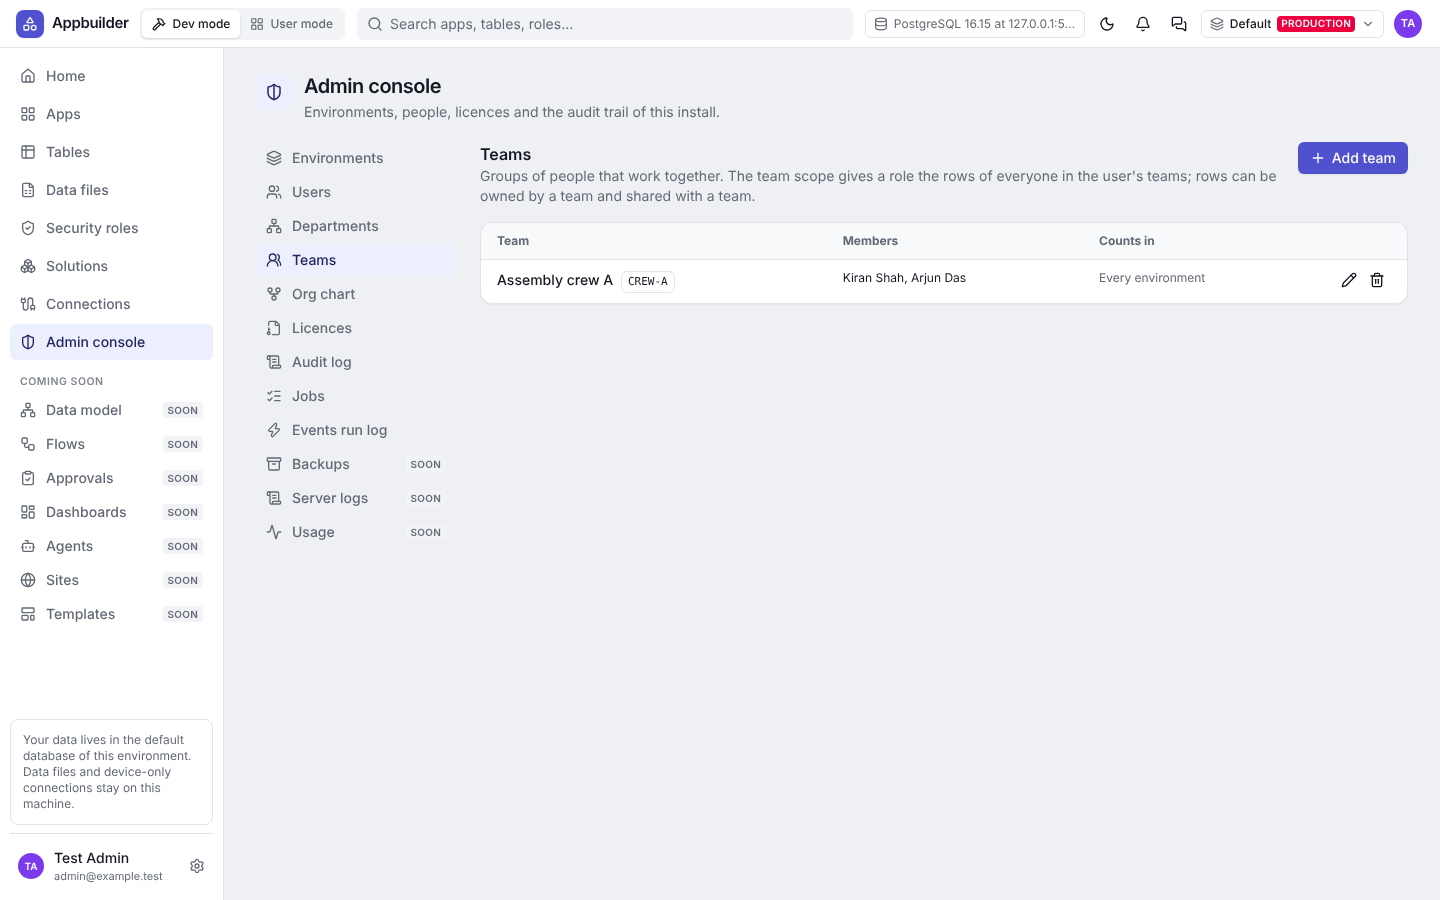 Appbuilder
Dev mode
User mode
Search apps, tables, roles...
PostgreSQL 16.15 at 127.0.0.1:5...
Default PRODUCTION
TA
Home
Apps
Tables
Data files
Security roles
Solutions
Connections
Admin console
COMING SOON
Data model SOON
Flows SOON
Approvals SOON
Dashboards SOON
Agents SOON
Sites SOON
Templates SOON
Your data lives in the default
database of this environment.
Data files and device-only
connections stay on this
machine.
TA
Test Admin
admin@example.test
Admin console
Environments, people, licences and the audit trail of this install.
Environments
Users
Departments
Teams
Org chart
Licences
Audit log
Jobs
Events run log
Backups SOON
Server logs SOON
Usage SOON
Teams
Groups of people that work together. The team scope gives a role the rows of everyone in the user's teams; rows can be
owned by a team and shared with a team.
Add team
Team Members Counts in
Assembly crew A CREW-A Kiran Shah, Arjun Das Every environment